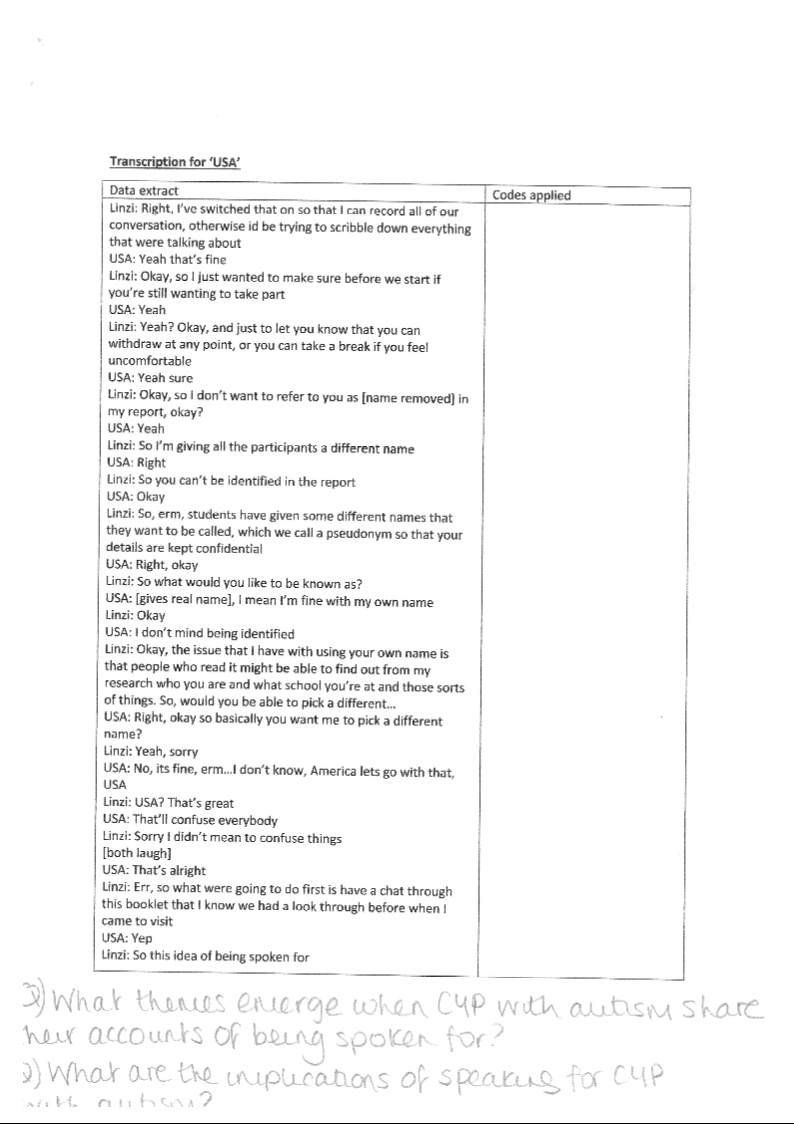 Transcription for 'USA'
Data extract
Codes applied
Linzi: Right, I've switched that on so that I can record all of our
conversation, otherwise id be trying to scribble down everything
that were talking about
USA: Yeah that's fine
Linzi: Okay, so I just wanted to make sure before we start if
you're still wanting to take part
USA: Yeah
Linzi: Yeah? Okay, and just to let you know that you can
withdraw at any point, or you can take a break if you feel
uncomfortable
USA: Yeah sure
Linzi: Okay, so I don't want to refer to you as [name removed] in
my report, okay?
USA: Yeah
Linzi: So I'm giving all the participants a different name
USA: Right
Linzi: So you can't be identified in the report
USA: Okay
Linzi: So, erm, students have given some different names that
they want to be called, which we call a pseudonym so that your
details are kept confidential
USA: Right, okay
Linzi: So what would you like to be known as?
USA: [gives real name], I mean I'm fine with my own name
Linzi: Okay
USA: I don't mind being identified
Linzi: Okay, the issue that I have with using your own name is
that people who read it might be able to find out from my
research who you are and what school you're at and those sorts
of things. So, would you be able to pick a different...
USA: Right, okay so basically you want me to pick a different
name?
Linzi: Yeah, sorry
USA: No, its fine, erm...I don't know, America lets go with that,
USA
Linzi: USA? That's great
USA: That'll confuse everybody
Linzi: Sorry I didn't mean to confuse things
[both laugh]
USA: That's alright
Linzi: Err, so what were going to do first is have a chat through
this booklet that I know we had a look through before when I
came to visit
USA: Yep
Linzi: So this idea of being spoken for
What themes emerge when CYP with autism share
heir accounts of being spoken for?
2) What are the implications of speaking for CYP
with autism?